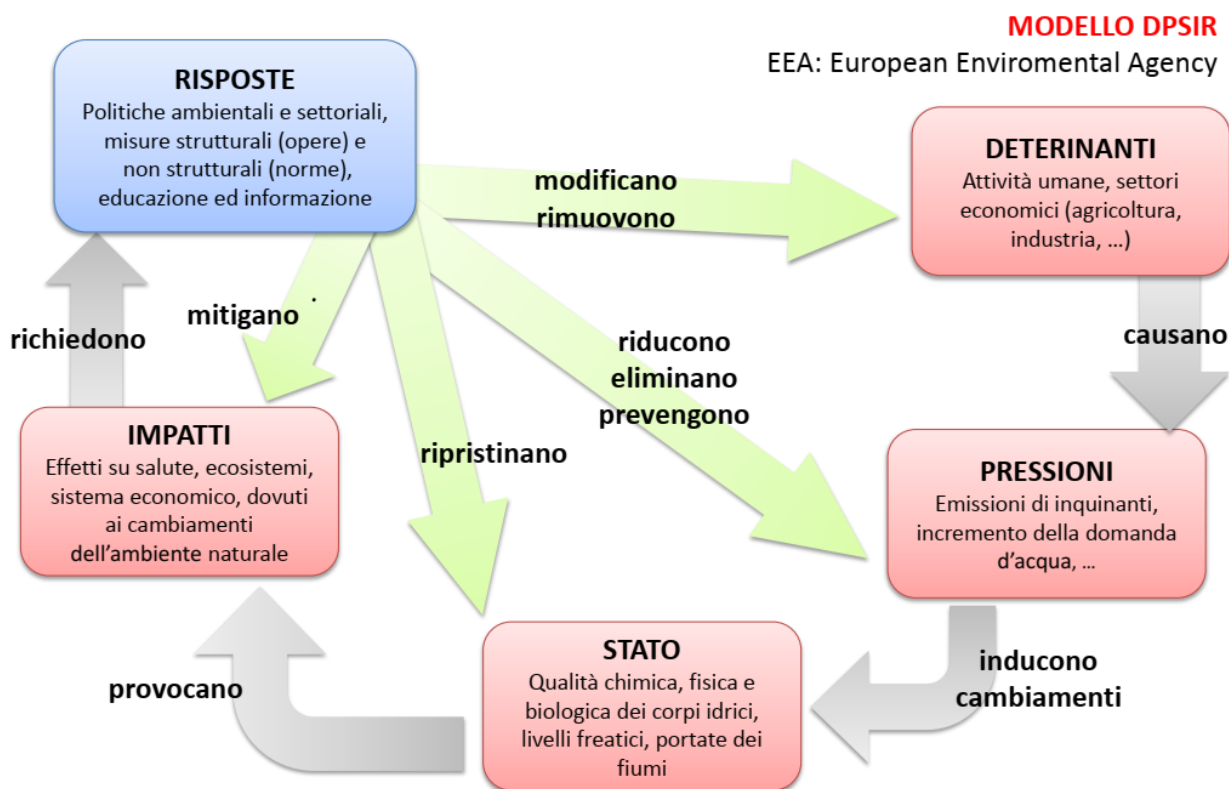 MODELLO DPSIR
EEA: European Enviromental Agency
RISPOSTE
Politiche ambientali e settoriali,
misure strutturali (opere) e
non strutturali (norme),
educazione ed informazione
DETERINANTI
Attività umane, settori
economici (agricoltura,
industria, ...)
modificano
rimuovono
mitigano
richiedono
riducono
eliminano
prevengono
causano
IMPATTI
Effetti su salute, ecosistemi,
sistema economico, dovuti
ai cambiamenti
dell’ambiente naturale
ripristinano
PRESSIONI
Emissioni di inquinanti,
incremento della domanda
d’acqua, ...
STATO
Qualità chimica, fisica e
biologica dei corpi idrici,
livelli freatici, portate dei
fiumi
provocano
inducono
cambiamenti